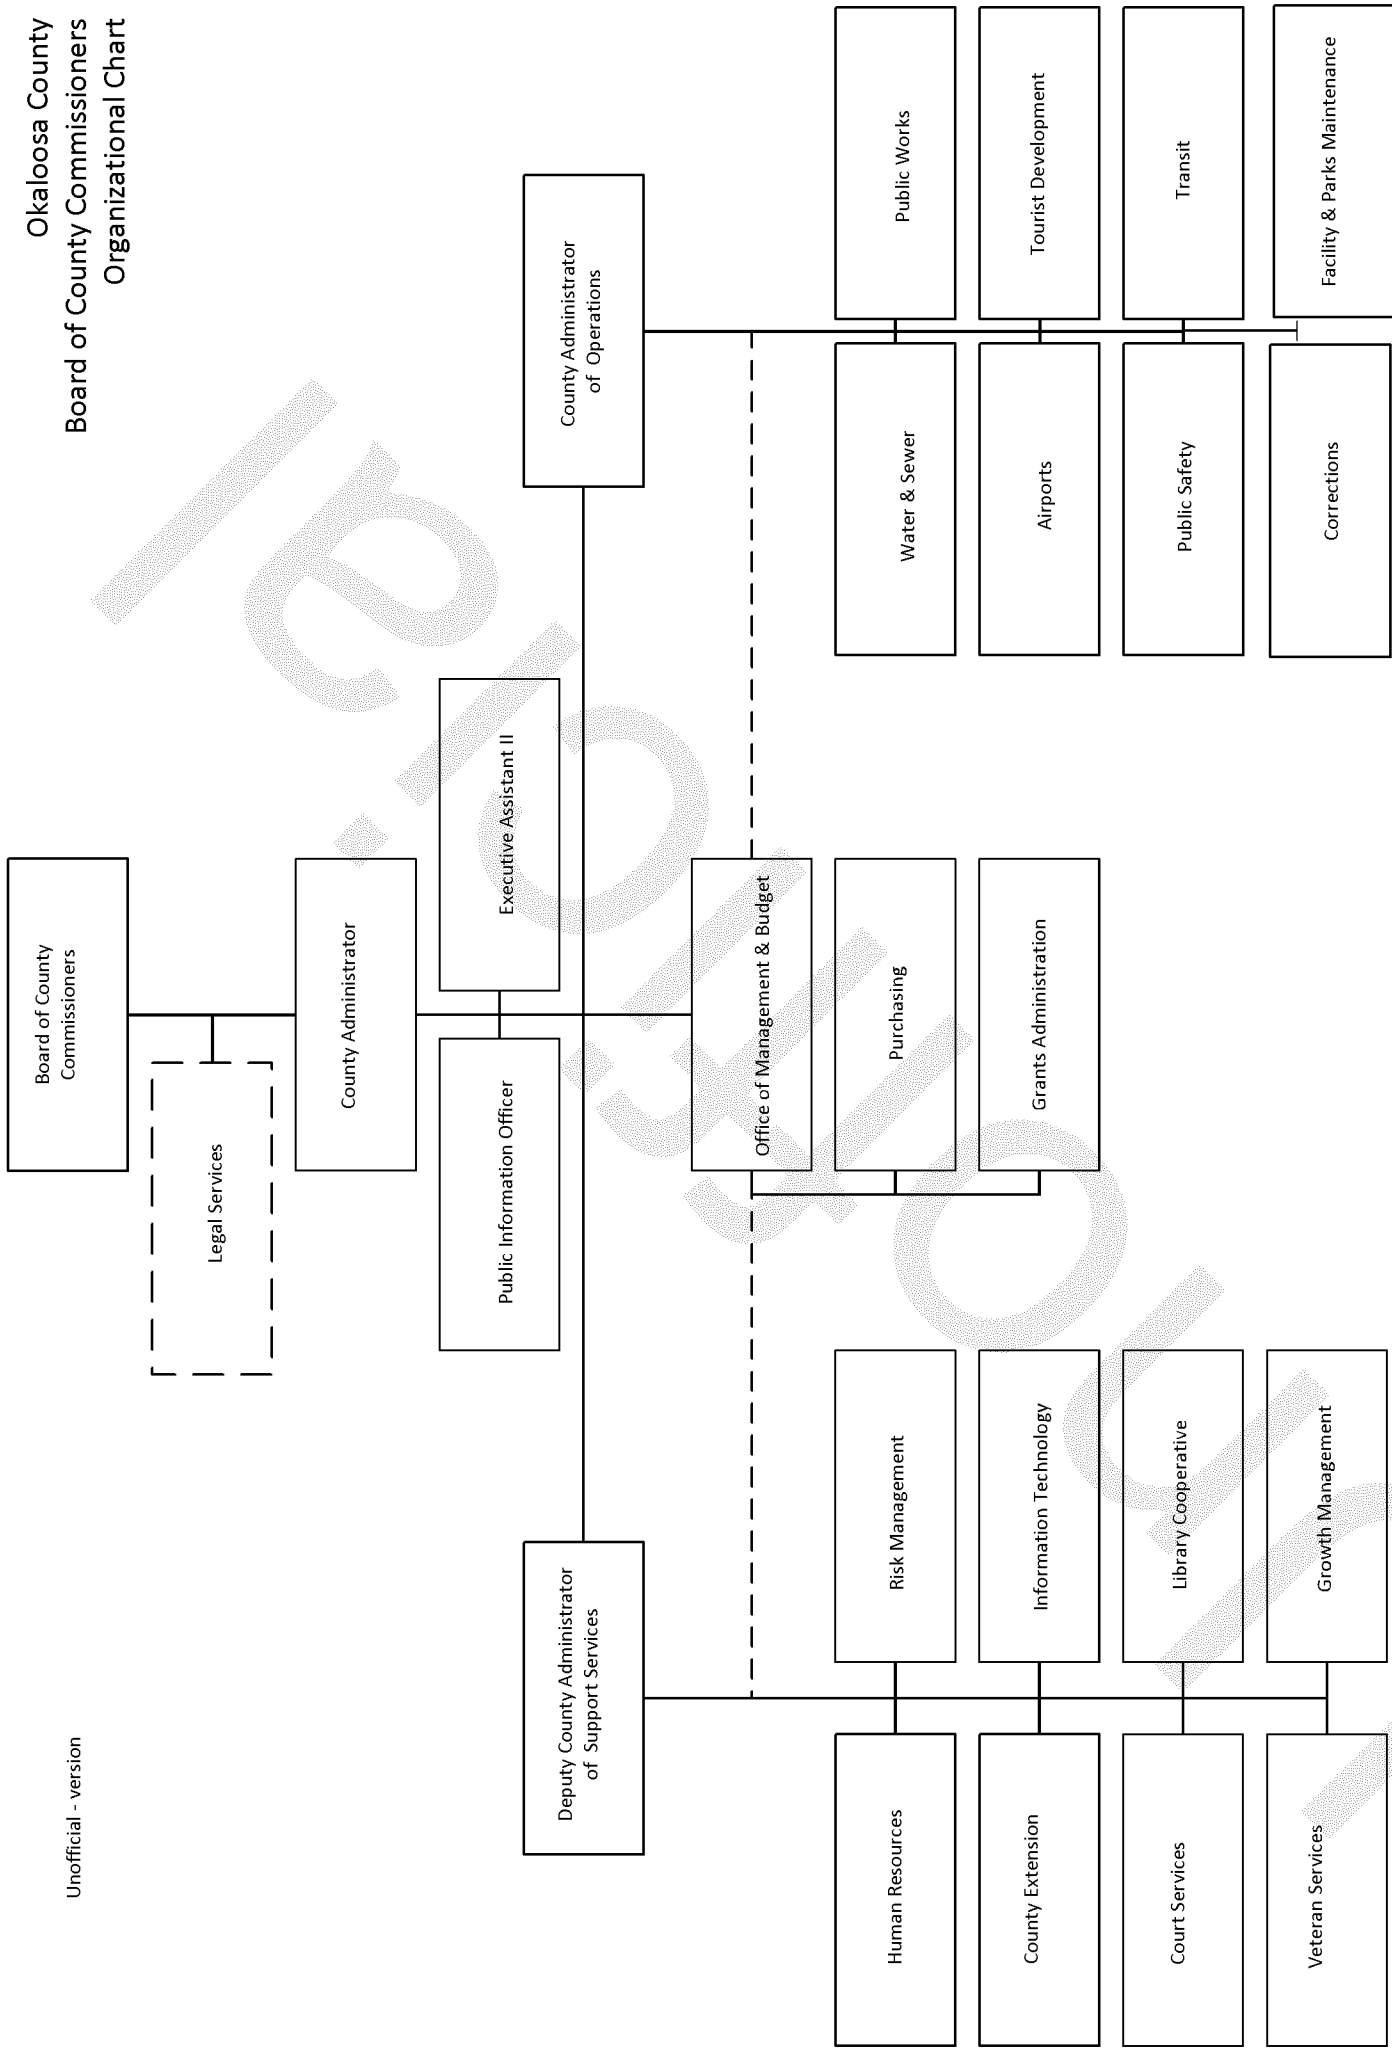 Unofficial - version
Okaloosa County
Board of County Commissioners
Organizational Chart
Board of County
Commissioners
Legal Services
County Administrator
Public Information Officer
Executive Assistant II
Deputy County Administrator
of Support Services
County Administrator
of Operations
Office of Management & Budget
Human Resources
Risk Management
Purchasing
Water & Sewer
Public Works
County Extension
Information Technology
Grants Administration
Airports
Tourist Development
Court Services
Library Cooperative
Public Safety
Transit
Veteran Services
Growth Management
Corrections
Facility & Parks Maintenance
Unofficial